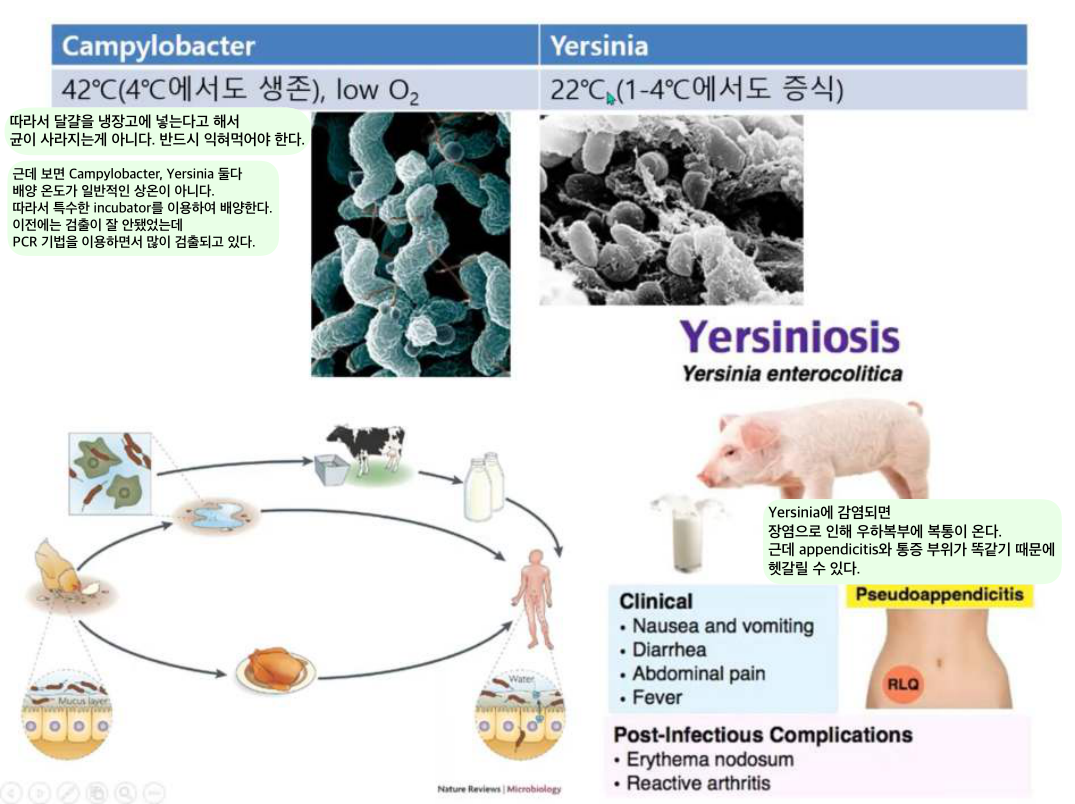 Campylobacter
Yersinia
42℃(4℃에서도 생존), low O₂
22℃ (1-4℃에서도 증식)
따라서 달걀을 냉장고에 넣는다고 해서
균이 사라지는게 아니다. 반드시 익혀먹어야 한다.
근데 보면 Campylobacter, Yersinia 둘다
배양 온도가 일반적인 상온이 아니다.
따라서 특수한 incubator를 이용하여 배양한다.
이전에는 검출이 잘 안됐었는데
PCR 기법을 이용하면서 많이 검출되고 있다.
Yersiniosis
Yersinia enterocolitica
Yersinia에 감염되면
장염으로 인해 우하복부에 복통이 온다.
근데 appendicitis와 통증 부위가 똑같기 때문에
헷갈릴 수 있다.
Clinical
• Nausea and vomiting
• Diarrhea
• Abdominal pain
• Fever
Pseudoappendicitis
RLQ
Mucus layer
Water
Post-Infectious Complications
• Erythema nodosum
• Reactive arthritis
Nature Reviews | Microbiology